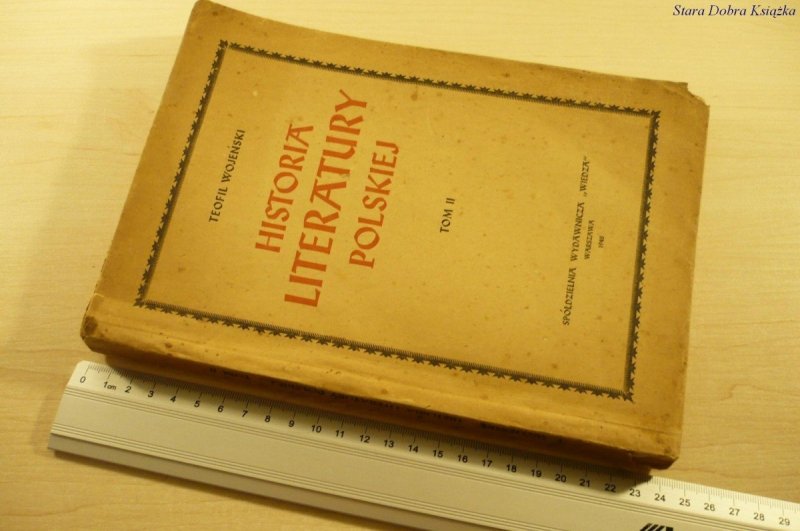 Stara Dobra Książka
TEOFIL WOJEŃSKI
HISTORIA
LITERATURY
POLSKIEJ
TOM II
SPÓŁDZIELNIA WYDAWNICZA „WIEDZA”
WARSZAWA
0 1cm 2 3 4 5 6 7 8 9 10 11 12 13 14 15 16 17 18 19 20 21 22 23 24 25 26 27 28 29